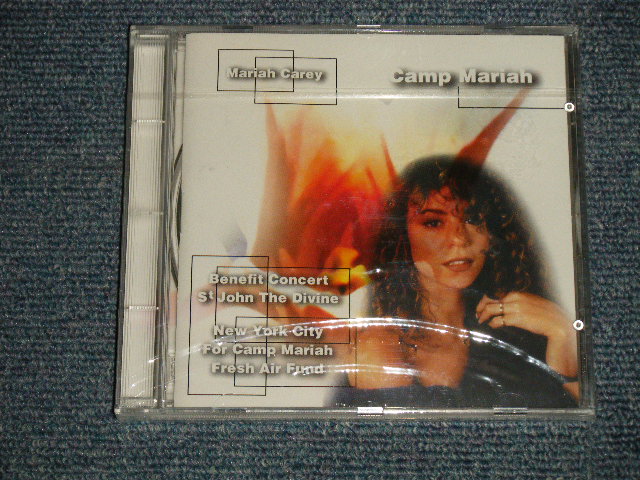 Mariah Carey
Camp Mariah
Benefit Concert
St John The Divine
New York City
For Camp Mariah
Fresh Air Fund